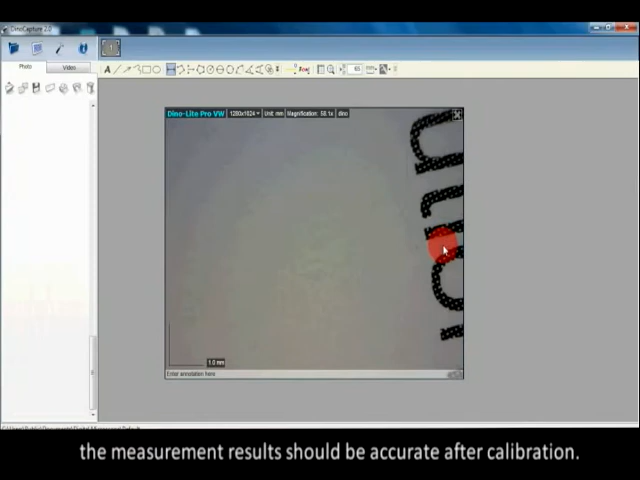 DinoCapture 2.0
Photo Video
Dino-Lite Pro VW 1280x1024 Unit: mm Magnification: 58.1x dino
1.0 mm
Enter annotation here
the measurement results should be accurate after calibration.